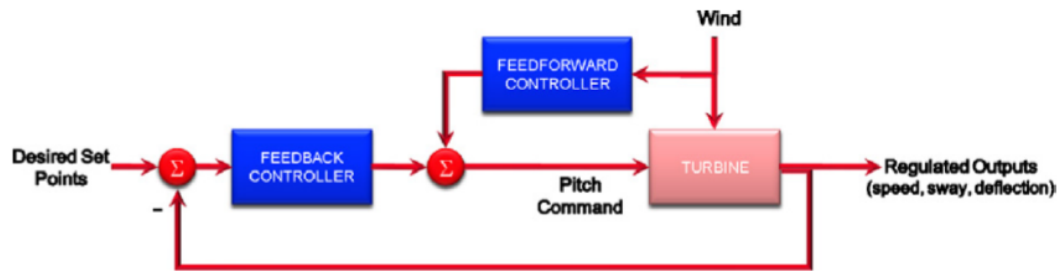 Wind
FEEDFORWARD
CONTROLLER
Desired Set
Points
Σ
FEEDBACK
CONTROLLER
Σ
Pitch
Command
TURBINE
Regulated Outputs
(speed, sway, deflection)
–